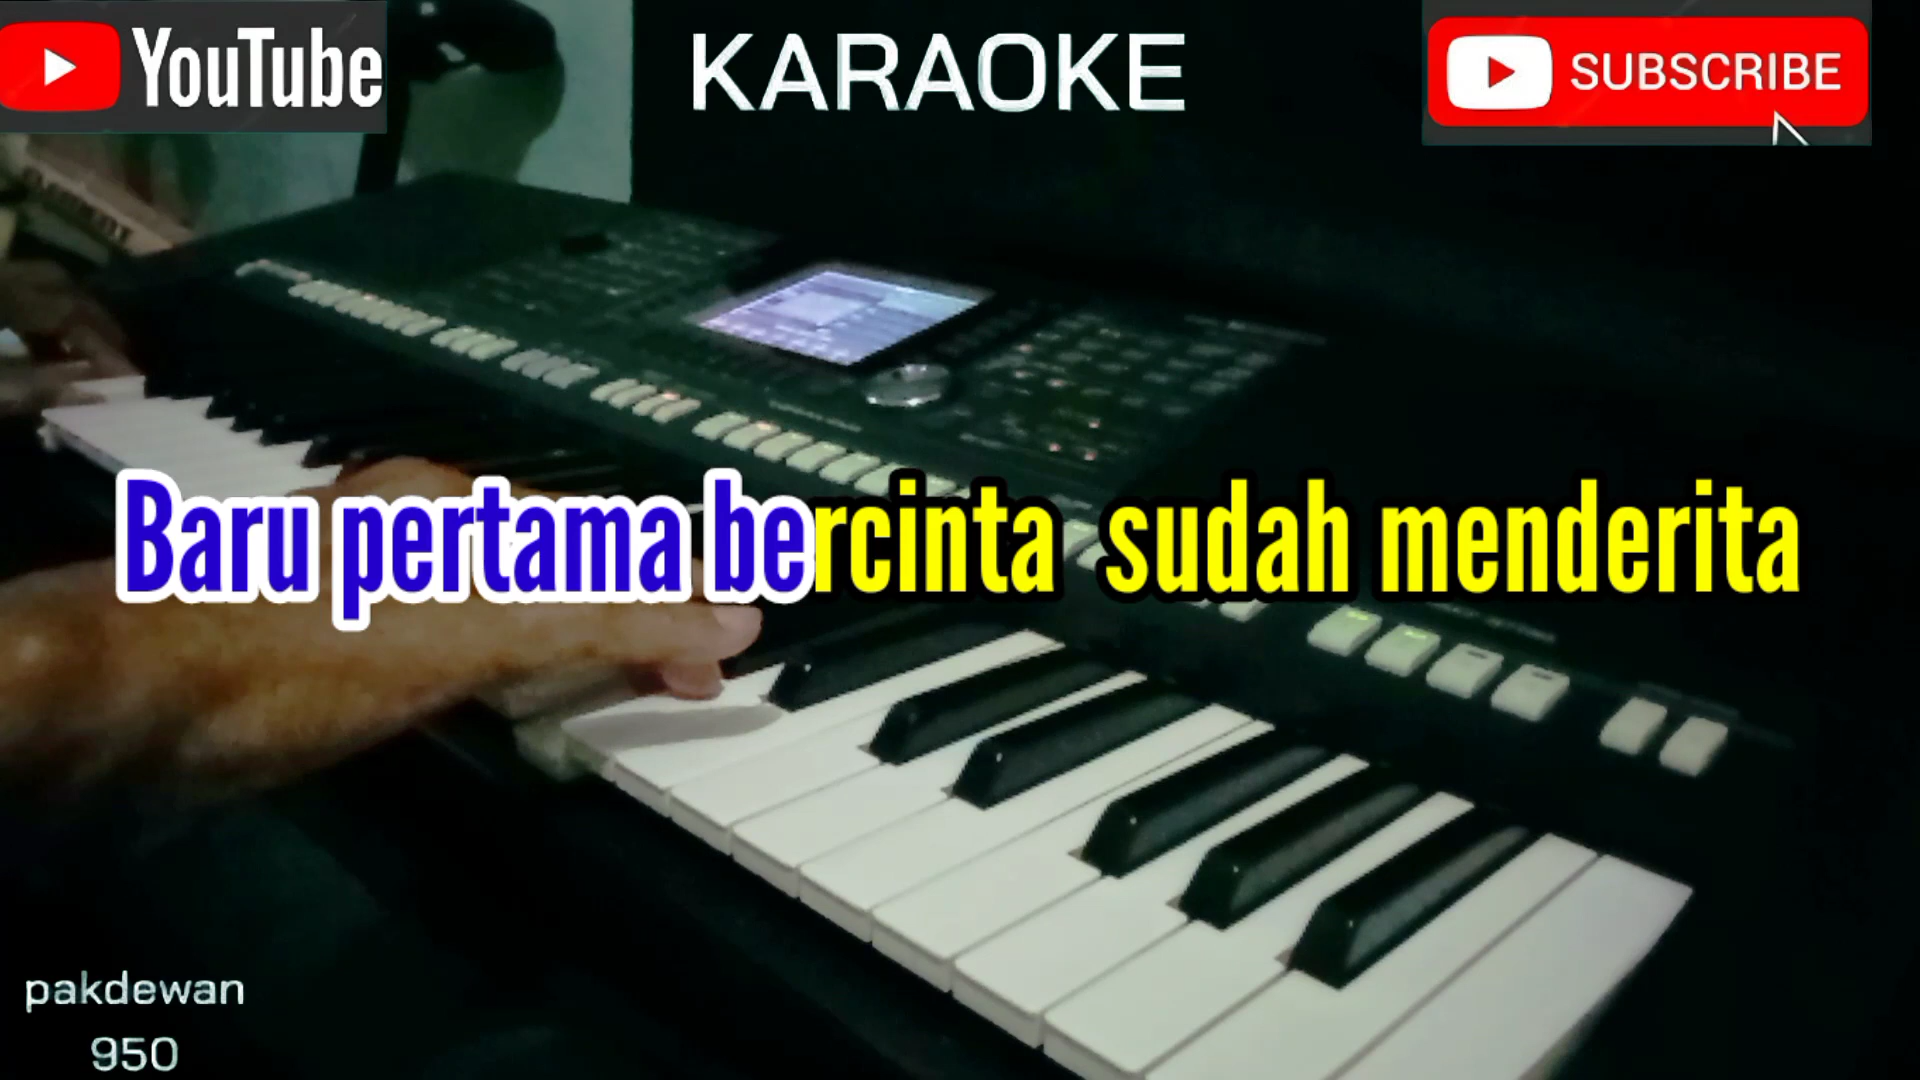 YouTube
KARAOKE
SUBSCRIBE
Baru pertama bercinta sudah menderita
pakdewan
950